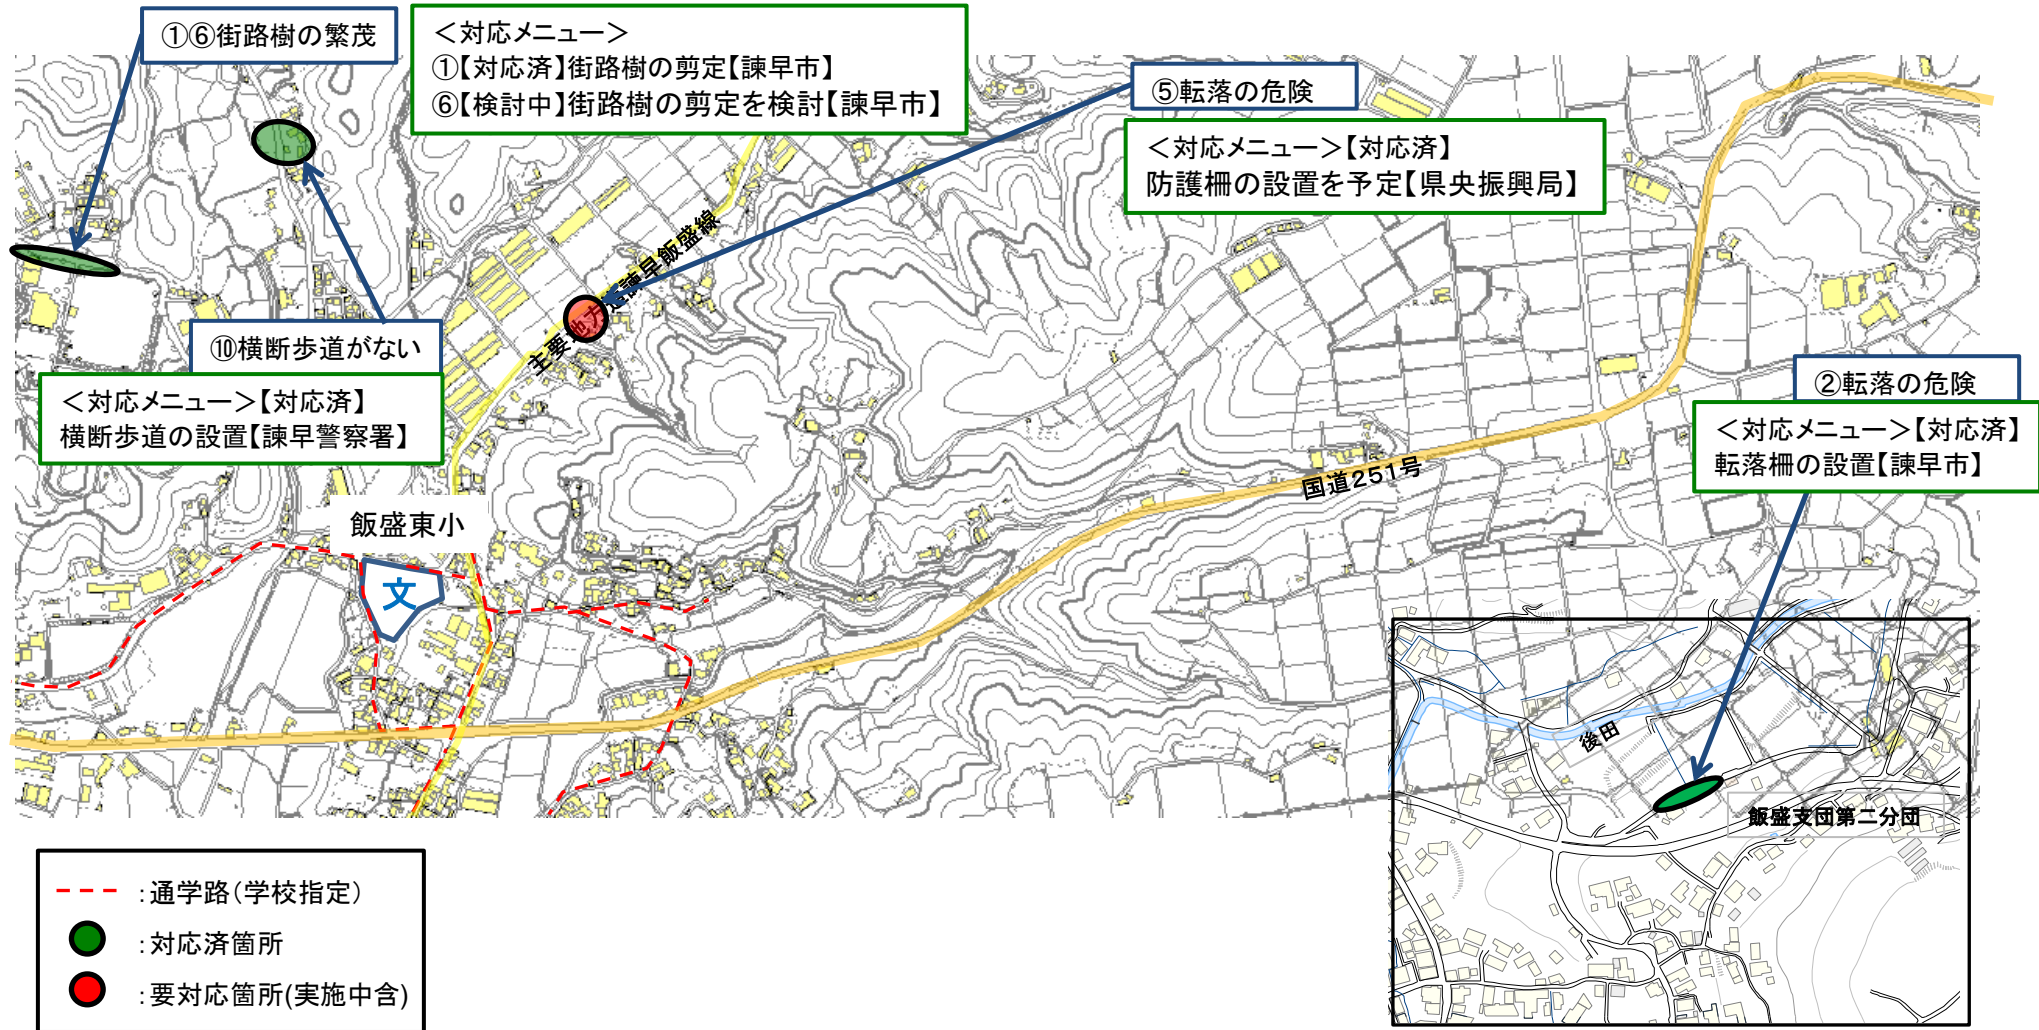 ①⑥街路樹の繁茂
＜対応メニュー＞
①【対応済】街路樹の剪定【諫早市】
⑥【検討中】街路樹の剪定を検討【諫早市】
⑤転落の危険
＜対応メニュー＞【対応済】
防護柵の設置を予定【県央振興局】
主要地方道諫早飯盛線
⑩横断歩道がない
＜対応メニュー＞【対応済】
横断歩道の設置【諫早警察署】
②転落の危険
＜対応メニュー＞【対応済】
転落柵の設置【諫早市】
国道251号
飯盛東小
文
後田
飯盛支団第二分団
：通学路（学校指定）
：対応済箇所
：要対応箇所(実施中含)